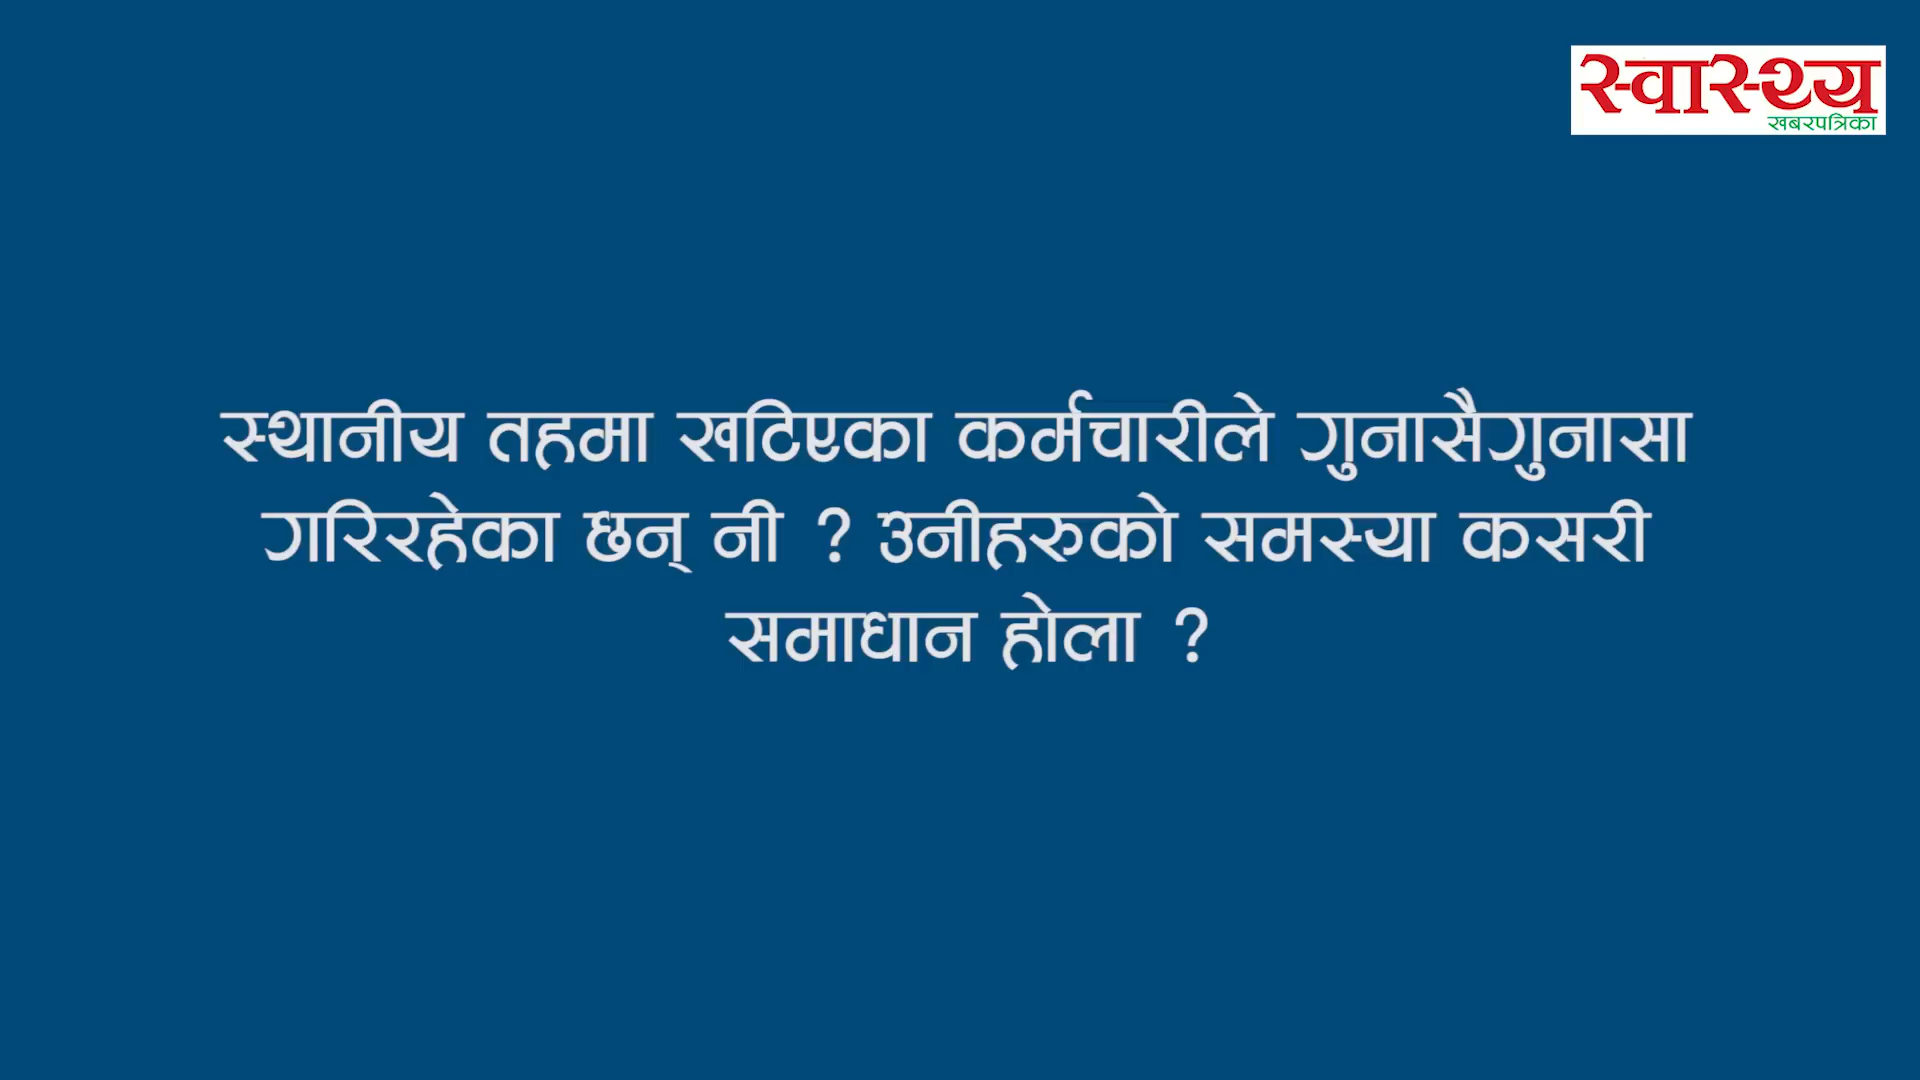 स्वास्थ्य
खबरपत्रिका
स्थानीय तहमा खटिएका कर्मचारीले गुनासैगुनासा
गरिरहेका छन् नी ? उनीहरुको समस्या कसरी
समाधान होला ?